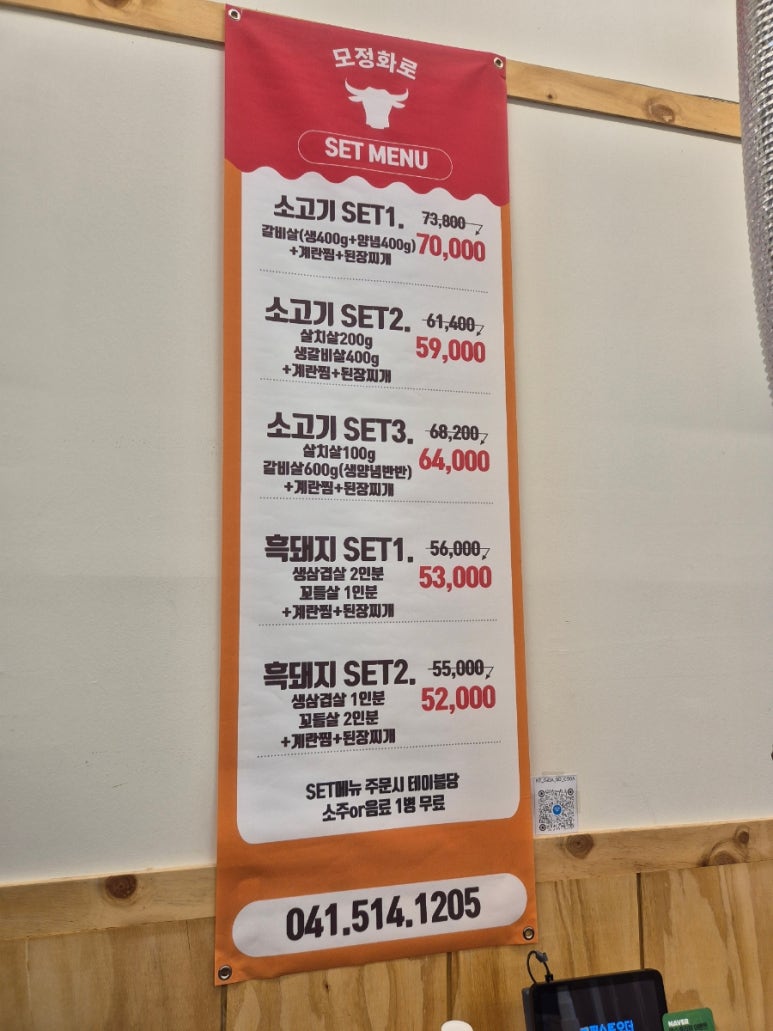 모정화로
SET MENU
소고기 SET1. 73,800
갈비살(생400g+양념400g) 70,000
+계란찜+된장찌개
소고기 SET2. 61,400
살치살200g 59,000
생갈비살400g
+계란찜+된장찌개
소고기 SET3. 68,200
살치살100g 64,000
갈비살600g(생양념반반)
+계란찜+된장찌개
흑돼지 SET1. 56,000
생삼겹살 2인분 53,000
꼬들살 1인분
+계란찜+된장찌개
흑돼지 SET2. 55,000
생삼겹살 1인분 52,000
꼬들살 2인분
+계란찜+된장찌개
SET메뉴 주문시 테이블당
소주or음료 1병 무료
041.514.1205
NAVER